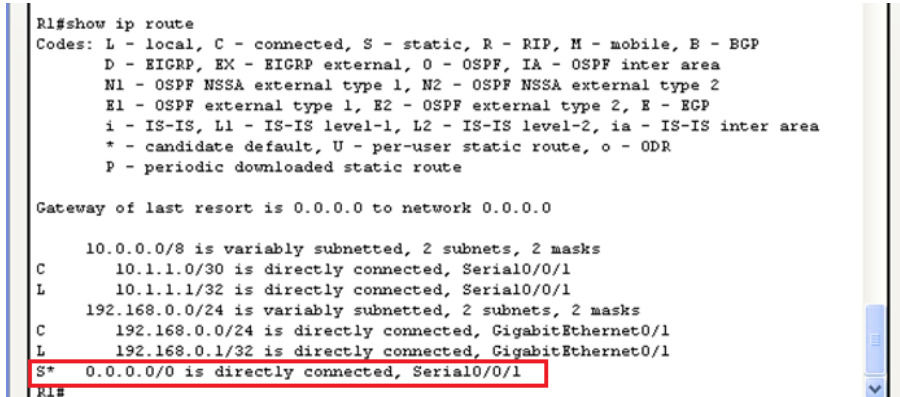 R1#show ip route
Codes: L - local, C - connected, S - static, R - RIP, M - mobile, B - BGP
D - EIGRP, EX - EIGRP external, O - OSPF, IA - OSPF inter area
N1 - OSPF NSSA external type 1, N2 - OSPF NSSA external type 2
E1 - OSPF external type 1, E2 - OSPF external type 2, E - EGP
i - IS-IS, L1 - IS-IS level-1, L2 - IS-IS level-2, ia - IS-IS inter area
* - candidate default, U - per-user static route, o - ODR
P - periodic downloaded static route
Gateway of last resort is 0.0.0.0 to network 0.0.0.0
10.0.0.0/8 is variably subnetted, 2 subnets, 2 masks
C 10.1.1.0/30 is directly connected, Serial0/0/1
L 10.1.1.1/32 is directly connected, Serial0/0/1
192.168.0.0/24 is variably subnetted, 2 subnets, 2 masks
C 192.168.0.0/24 is directly connected, GigabitEthernet0/1
L 192.168.0.1/32 is directly connected, GigabitEthernet0/1
S* 0.0.0.0/0 is directly connected, Serial0/0/1
R1#